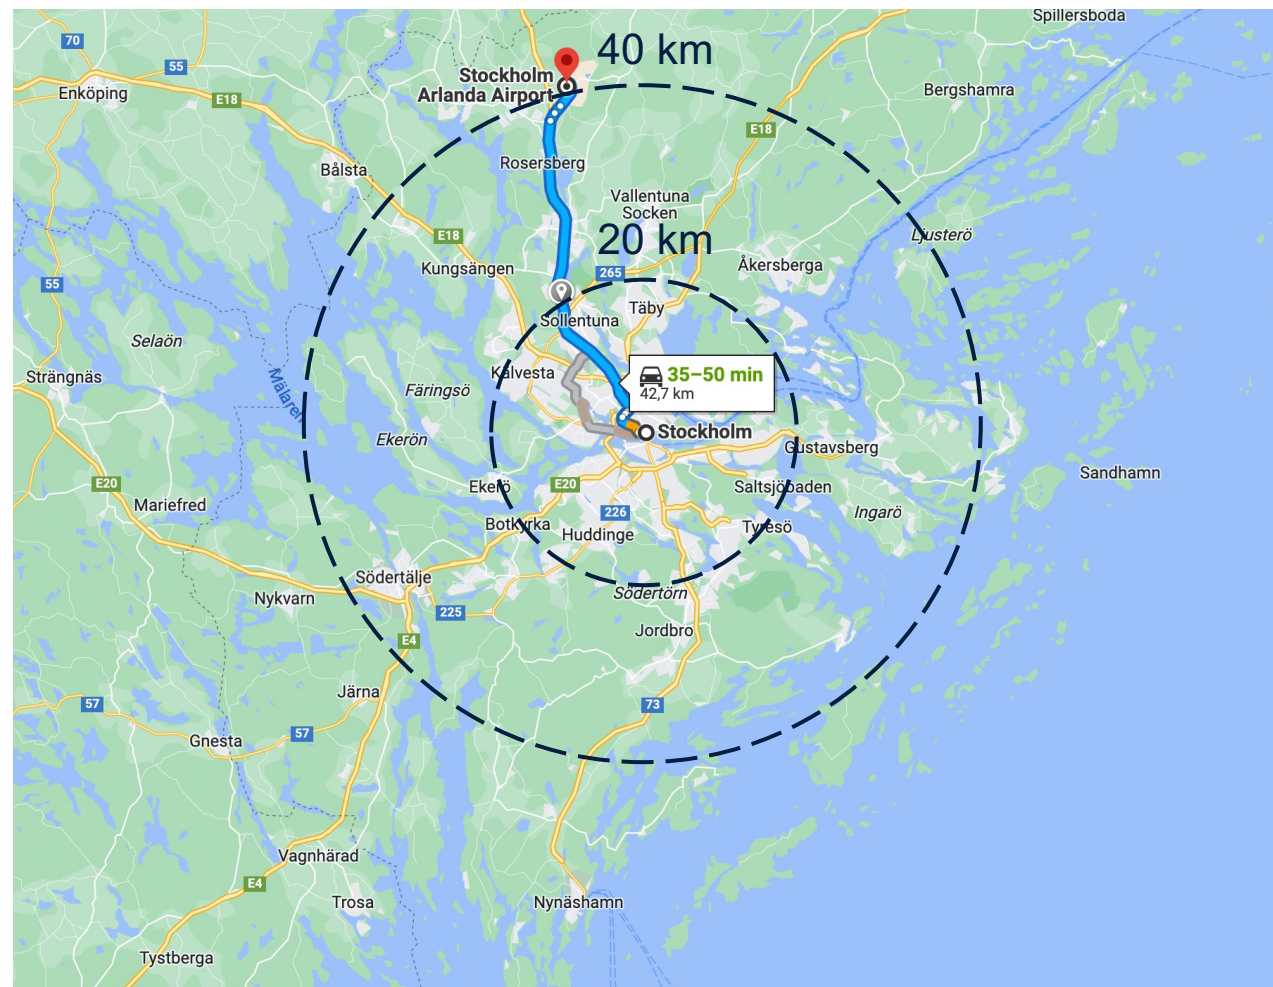 Spillersboda
70
40 km
55
Stockholm
Arlanda Airport
Enköping
E18
Bergshamra
E18
Rosersberg
Bålsta
Vallentuna
Socken
E18
20 km
Ljusterö
Kungsängen
265
Åkersberga
55
Täby
Sollentuna
Selaön
Kälvesta
35–50 min
42,7 km
Strängnäs
Färingsö
Mälaren
Stockholm
Ekerön
Gustavsberg
Sandhamn
E20
Ekerö
E20
Saltsjöbaden
Mariefred
226
Ingarö
Botkyrka
Huddinge
Tyresö
Södertälje
Södertörn
Nykvarn
225
Jordbro
E4
Järna
57
73
57
Gnesta
Vagnhärad
E4
Trosa
Nynäshamn
Tystberga